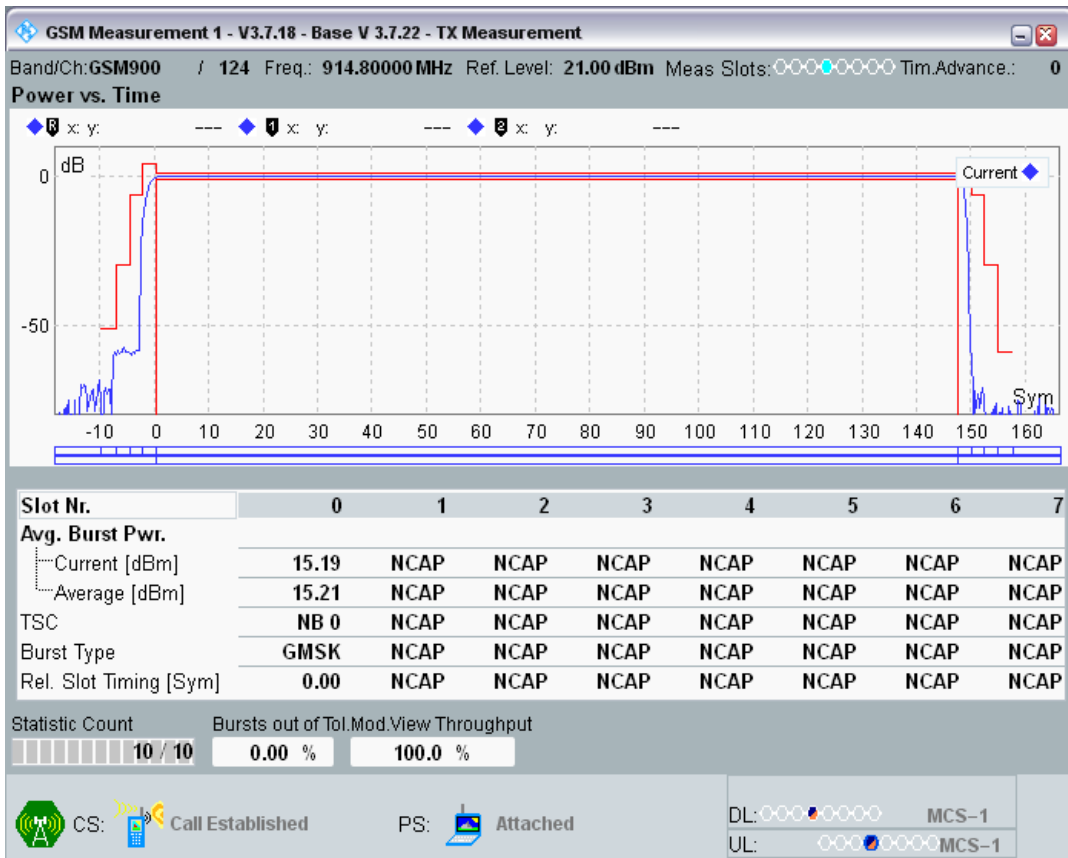 GSM Measurement 1 - V3.7.18 - Base V 3.7.22 - TX Measurement
Band/Ch:GSM900 / 124 Freq.: 914.80000 MHz Ref. Level: 21.00 dBm Meas Slots: Tim.Advance.: 0
Power vs. Time
R x: y: --- 1 x: y: --- 2 x: y: ---
dB
Current
0
-50
Sym
-10 0 10 20 30 40 50 60 70 80 90 100 110 120 130 140 150 160
Slot Nr. 0 1 2 3 4 5 6 7
Avg. Burst Pwr.
Current [dBm] 15.19 NCAP NCAP NCAP NCAP NCAP NCAP NCAP
Average [dBm] 15.21 NCAP NCAP NCAP NCAP NCAP NCAP NCAP
TSC NB 0 NCAP NCAP NCAP NCAP NCAP NCAP NCAP
Burst Type GMSK NCAP NCAP NCAP NCAP NCAP NCAP NCAP
Rel. Slot Timing [Sym] 0.00 NCAP NCAP NCAP NCAP NCAP NCAP NCAP
Statistic Count Bursts out of Tol.Mod.View Throughput
10 / 10 0.00 % 100.0 %
CS: Call Established PS: Attached
DL: MCS-1
UL: MCS-1